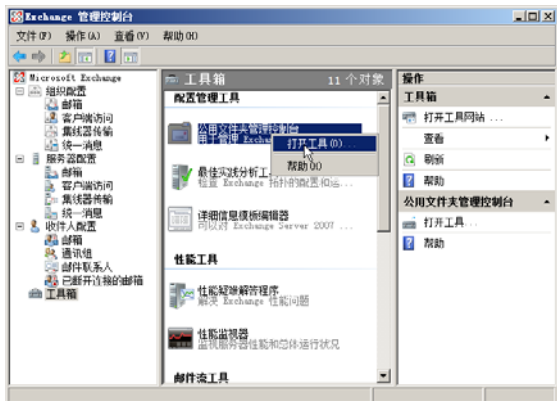 Exchange 管理控制台
文件(F) 操作(A) 查看(V) 帮助(H)
Microsoft Exchange
组织配置
邮箱
客户端访问
集线器传输
统一消息
服务器配置
邮箱
客户端访问
集线器传输
统一消息
收件人配置
邮箱
通讯组
邮件联系人
已断开连接的邮箱
工具箱
工具箱 11 个对象
配置管理工具
公用文件夹管理控制台
用于管理 Exchang
打开工具(O)...
帮助(H)
最佳实践分析工
检查 Exchange 拓扑的配置和运...
详细信息模板编辑器
可以对 Exchange Server 2007 ...
性能工具
性能疑难解答程序
解决 Exchange 性能问题
性能监视器
监视服务器性能和总体运行状况
邮件流工具
操作
工具箱
打开工具网站 ...
查看
刷新
帮助
公用文件夹管理控制台
打开工具...
帮助